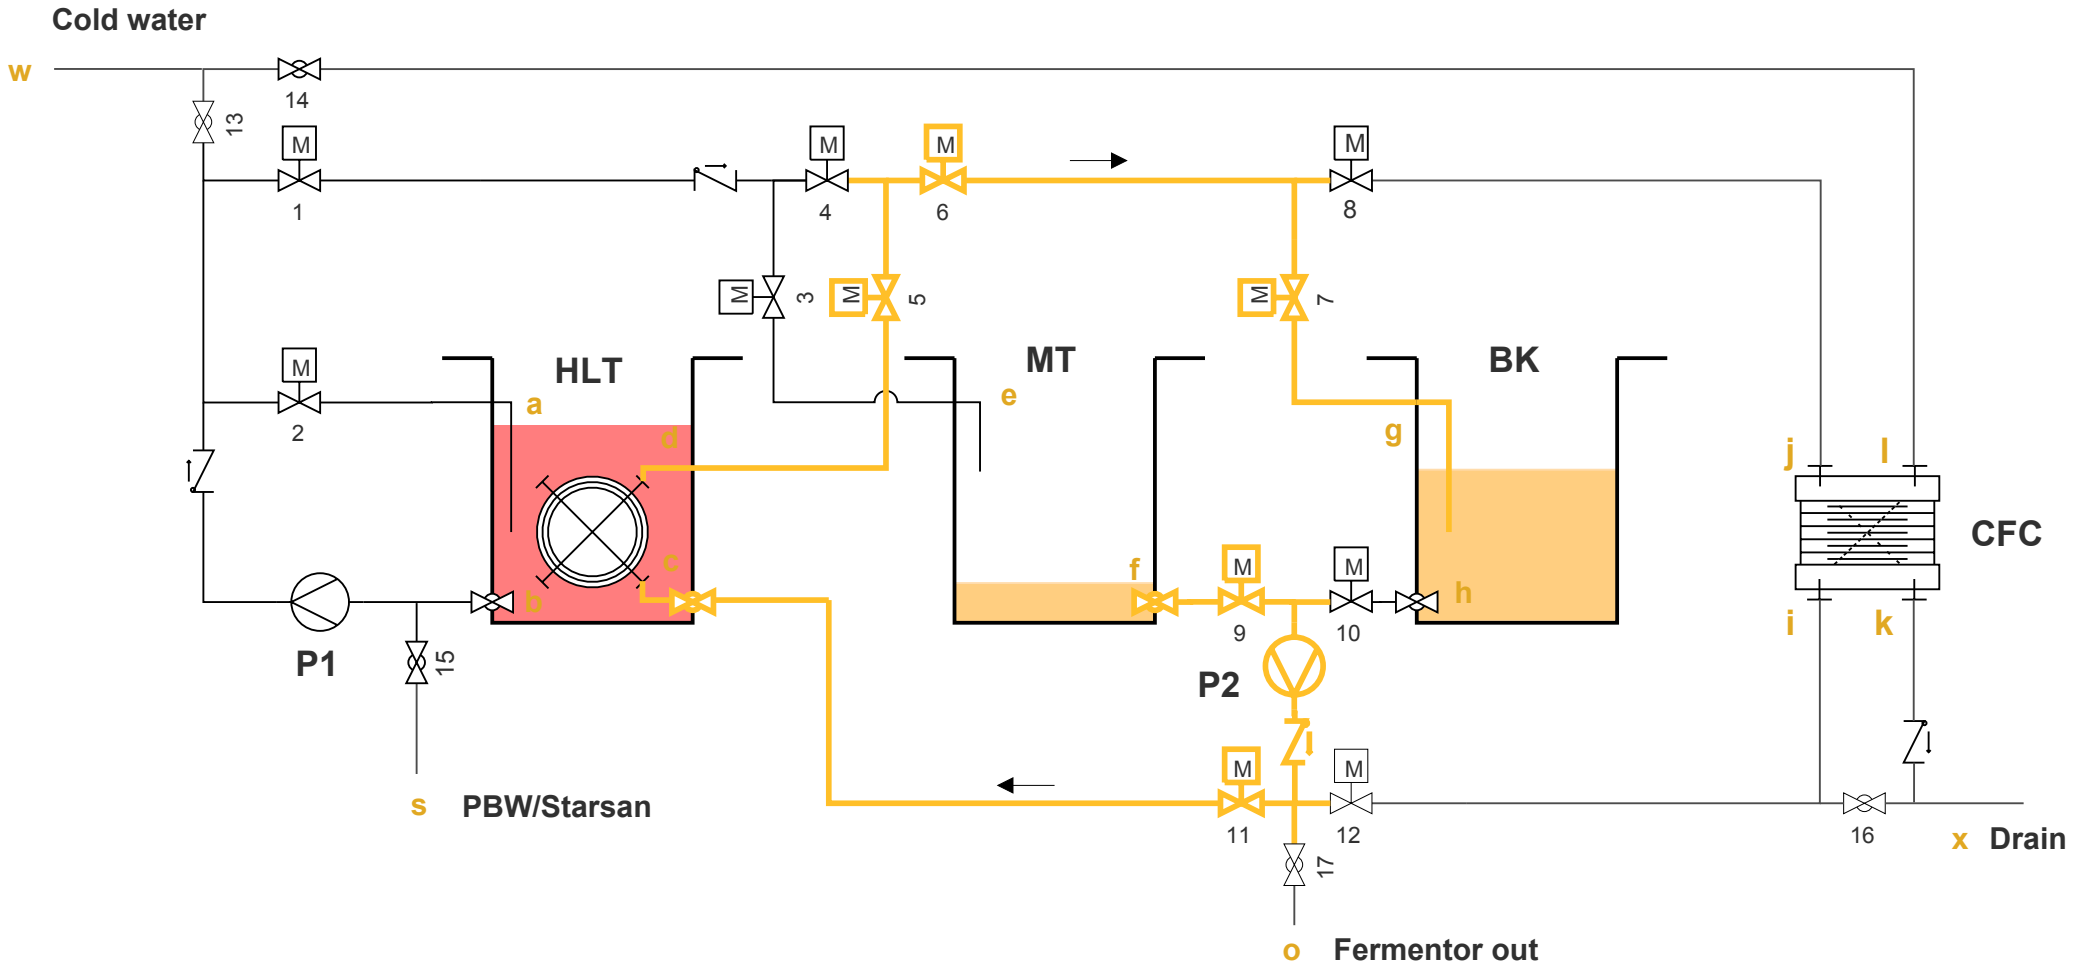 Cold water
w
14
13
M
M
M
M
1
4
6
8
M
3
M
5
M
7
M
HLT
MT
BK
2
a
e
d
g
j
l
CFC
c
f
M
M
b
h
9
10
i
k
P1
15
P2
M
M
s
PBW/Starsan
11
12
16
17
x
Drain
o
Fermentor out